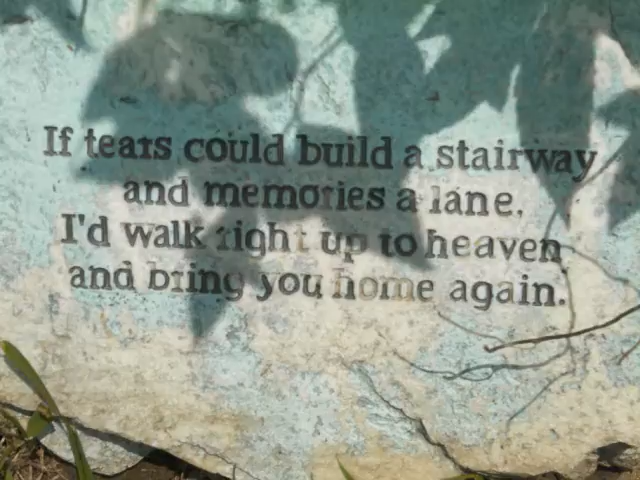 If tears could build a stairway
and memories a lane,
I'd walk right up to heaven
and bring you home again.